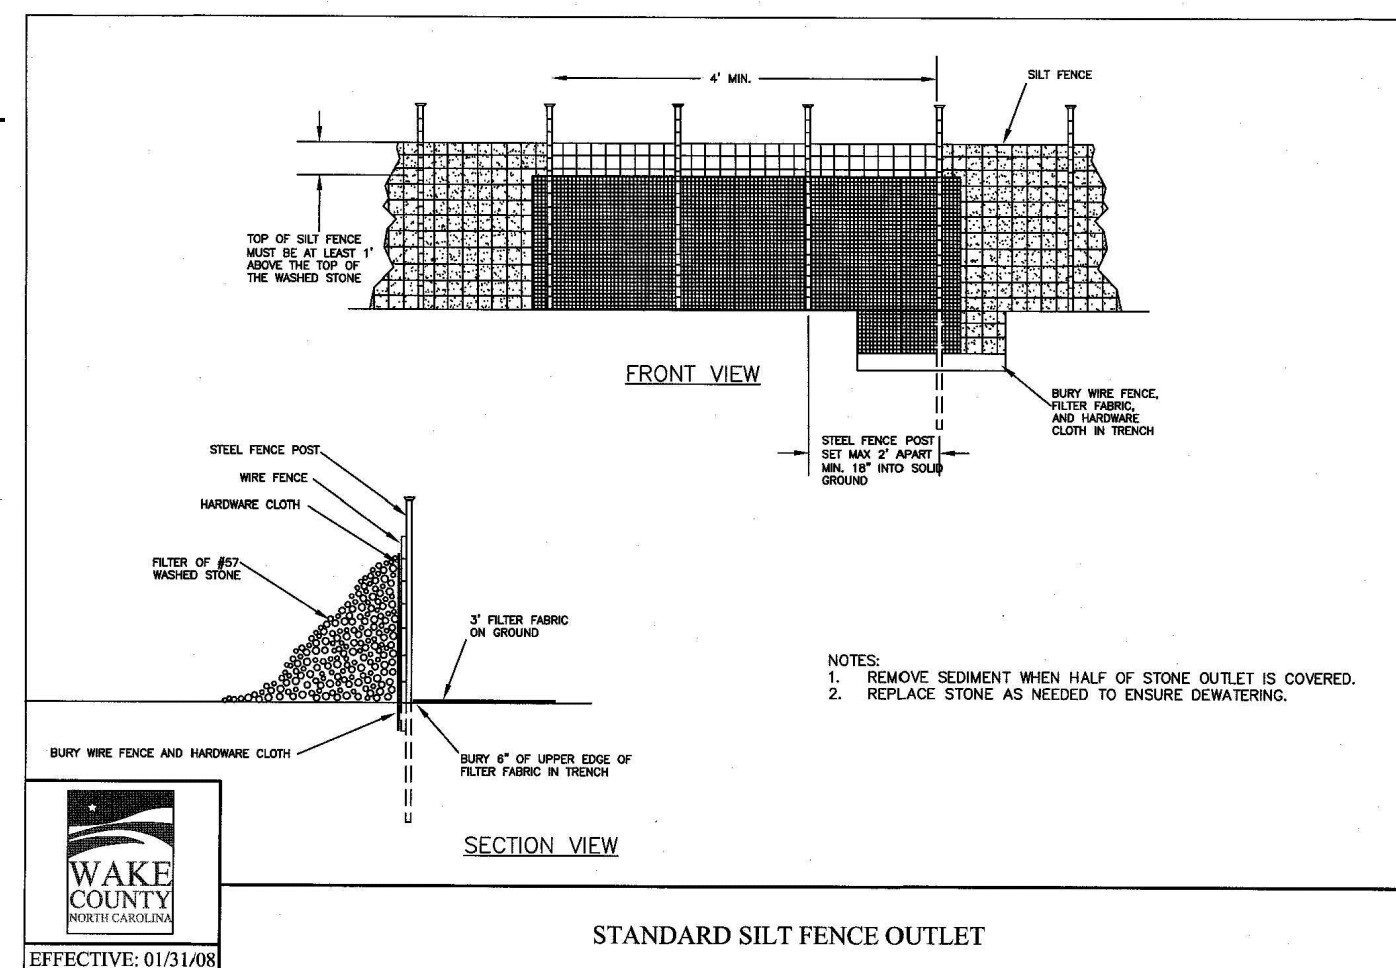 4' MIN.
SILT FENCE
TOP OF SILT FENCE
MUST BE AT LEAST 1'
ABOVE THE TOP OF
THE WASHED STONE
FRONT VIEW
BURY WIRE FENCE,
FILTER FABRIC,
AND HARDWARE
CLOTH IN TRENCH
STEEL FENCE POST
SET MAX 2' APART
MIN. 18" INTO SOLID
GROUND
STEEL FENCE POST
WIRE FENCE
HARDWARE CLOTH
FILTER OF #57
WASHED STONE
3' FILTER FABRIC
ON GROUND
NOTES:
1. REMOVE SEDIMENT WHEN HALF OF STONE OUTLET IS COVERED.
2. REPLACE STONE AS NEEDED TO ENSURE DEWATERING.
BURY WIRE FENCE AND HARDWARE CLOTH
BURY 6" OF UPPER EDGE OF
FILTER FABRIC IN TRENCH
SECTION VIEW
WAKE
COUNTY
NORTH CAROLINA
EFFECTIVE: 01/31/08
STANDARD SILT FENCE OUTLET